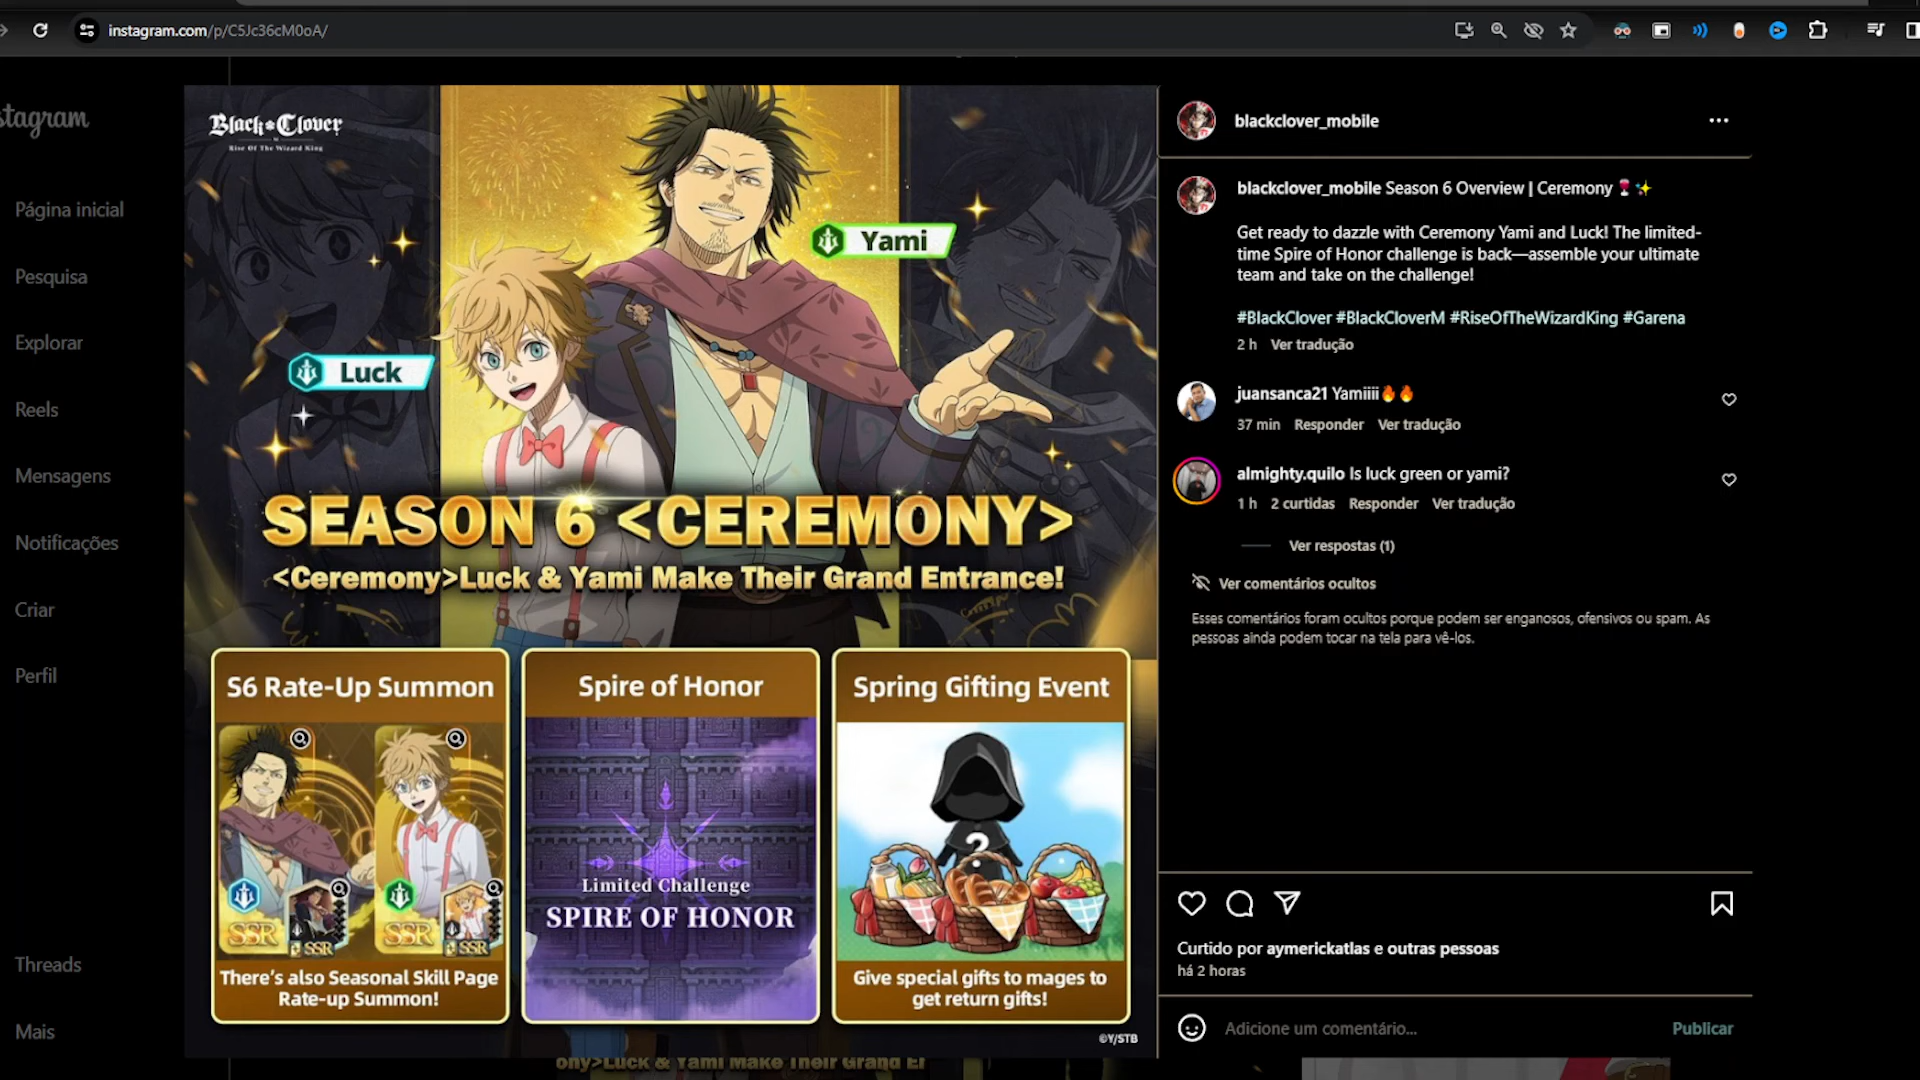 instagram.com/p/C5Jc36cM0oA/
stagram
Página inicial
Pesquisa
Explorar
Reels
Mensagens
Notificações
Criar
Perfil
Threads
Mais
Black Clover
Rise Of The Wizard King
Yami
Luck
SEASON 6 <CEREMONY>
<Ceremony>Luck & Yami Make Their Grand Entrance!
S6 Rate-Up Summon
SSR
SSR
SSR
SSR
There's also Seasonal Skill Page
Rate-up Summon!
Spire of Honor
Limited Challenge
SPIRE OF HONOR
Spring Gifting Event
?
Give special gifts to mages to
get return gifts!
©Y/STB
ony>Luck & Yami Make Their Grand Er
blackclover_mobile
blackclover_mobile Season 6 Overview | Ceremony 🍷✨
Get ready to dazzle with Ceremony Yami and Luck! The limited-
time Spire of Honor challenge is back—assemble your ultimate
team and take on the challenge!
#BlackClover #BlackCloverM #RiseOfTheWizardKing #Garena
2 h Ver tradução
juansanca21 Yamiiii🔥🔥
37 min Responder Ver tradução
almighty.quilo Is luck green or yami?
1 h 2 curtidas Responder Ver tradução
Ver respostas (1)
Ver comentários ocultos
Esses comentários foram ocultos porque podem ser enganosos, ofensivos ou spam. As
pessoas ainda podem tocar na tela para vê-los.
Curtido por aymerickatlas e outras pessoas
há 2 horas
Adicione um comentário...
Publicar